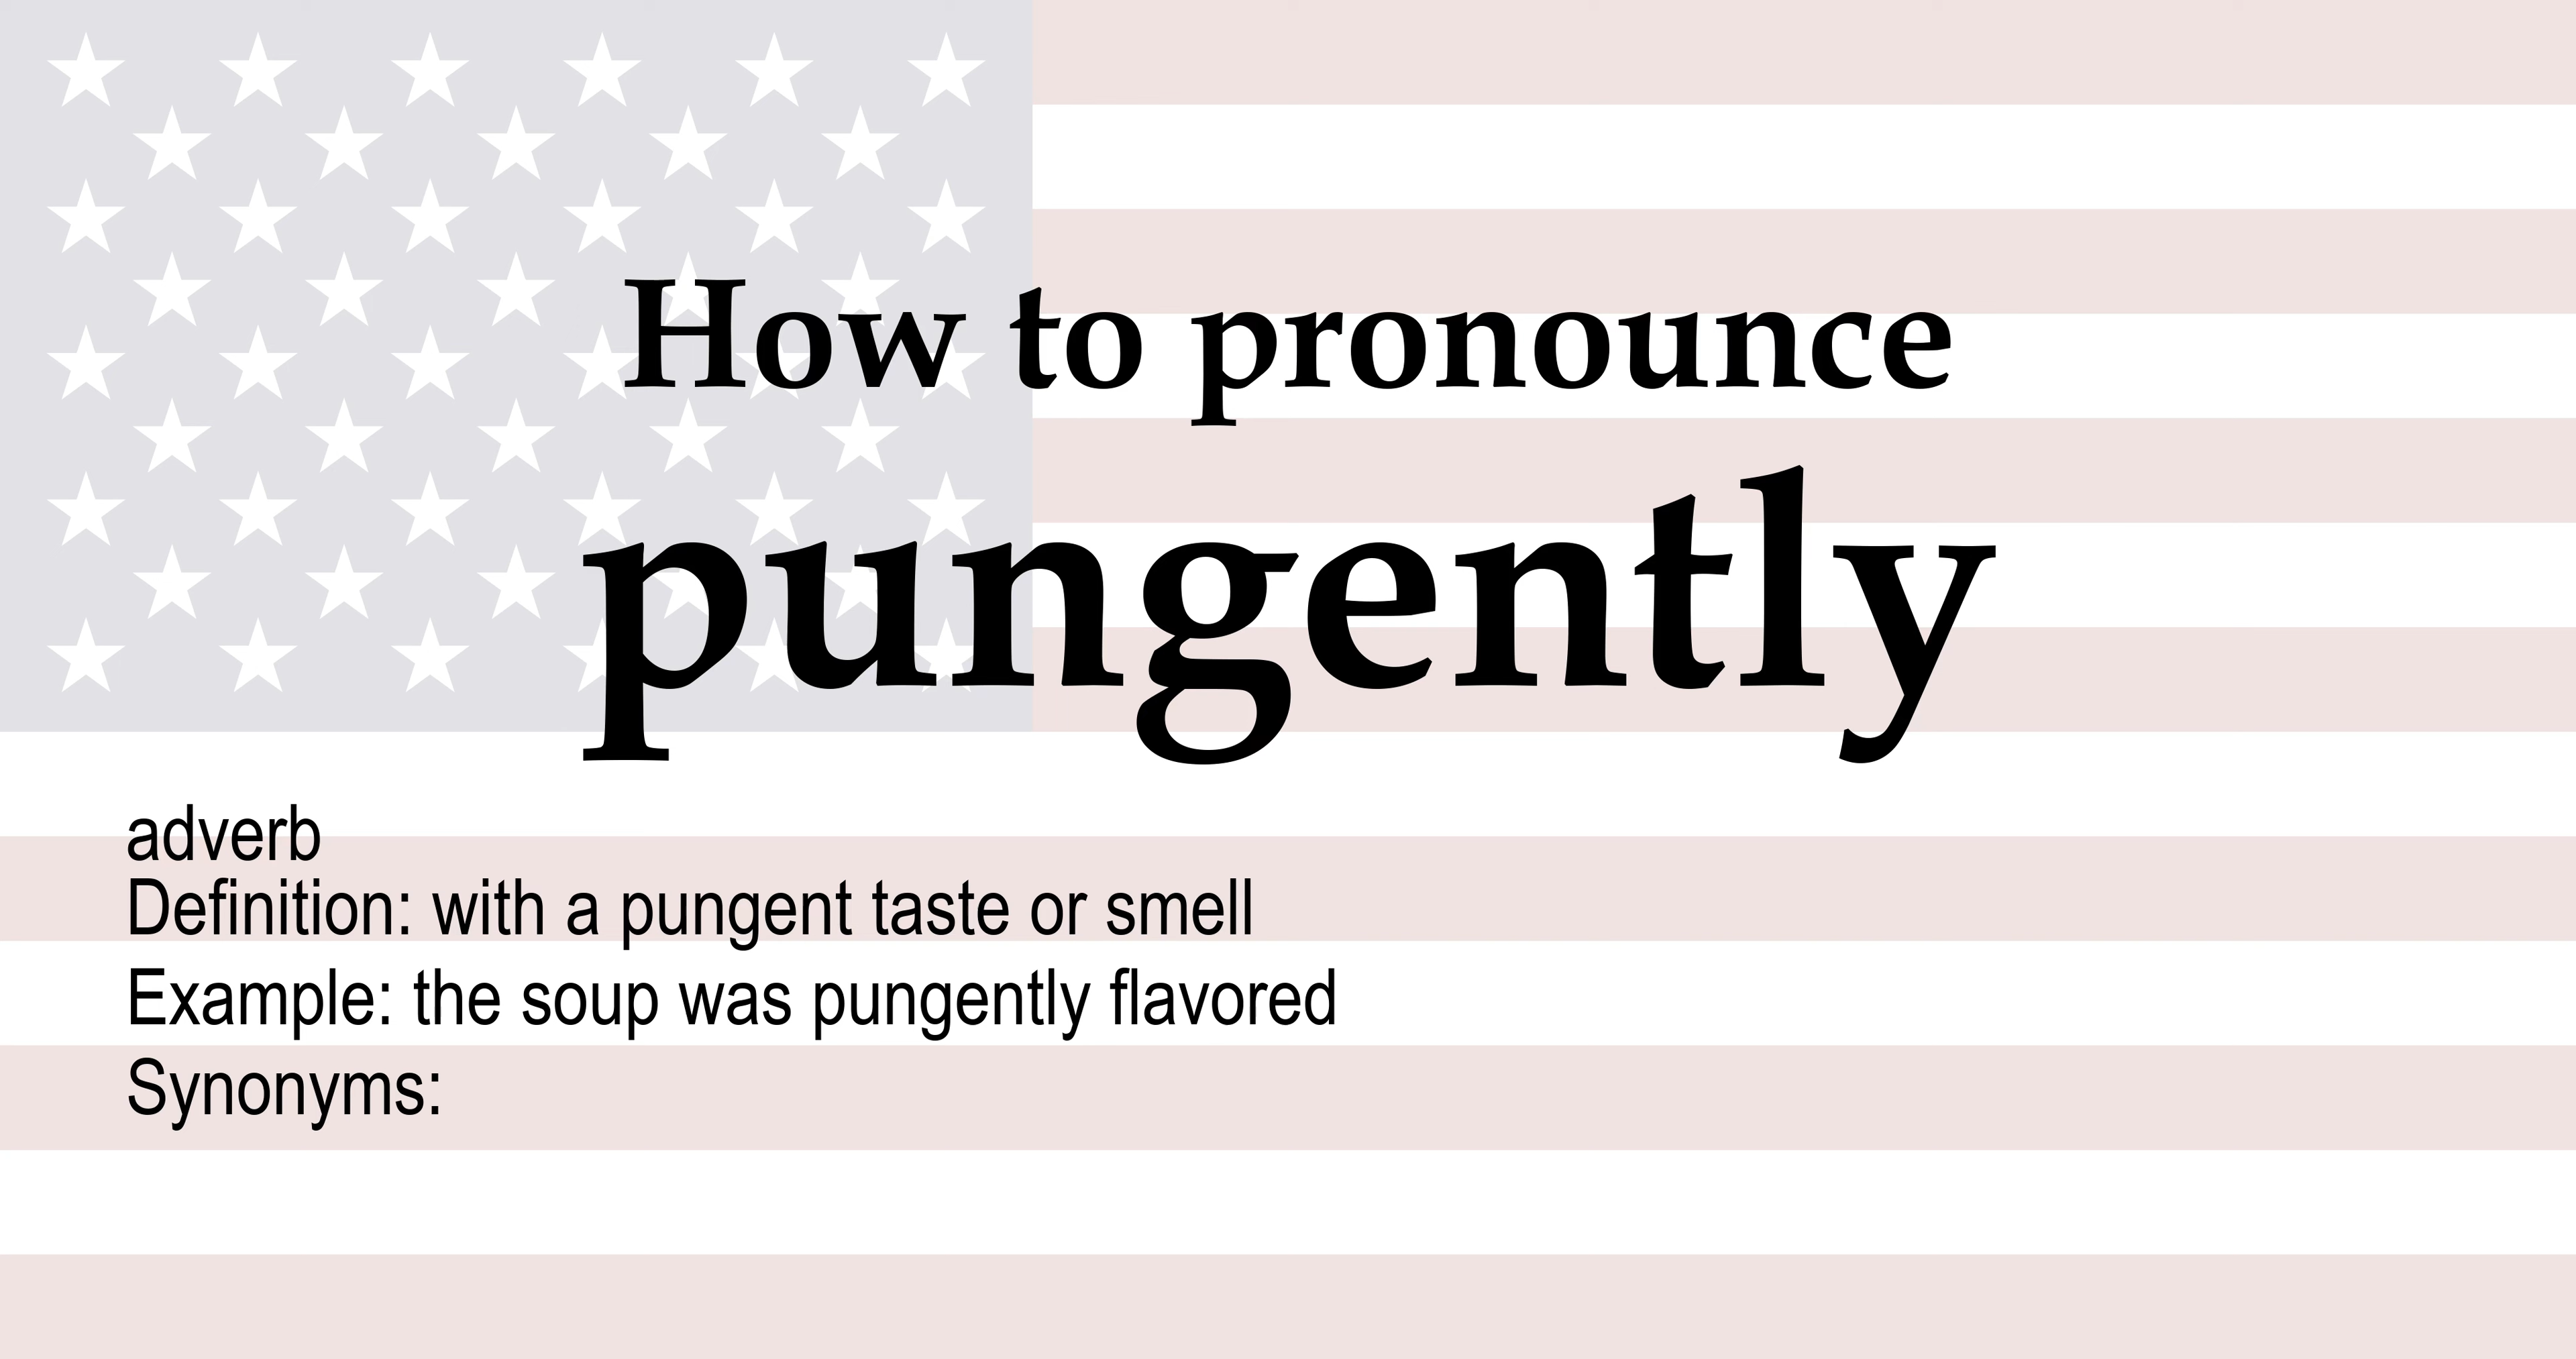 How to pronounce
pungently
adverb
Definition: with a pungent taste or smell
Example: the soup was pungently flavored
Synonyms: